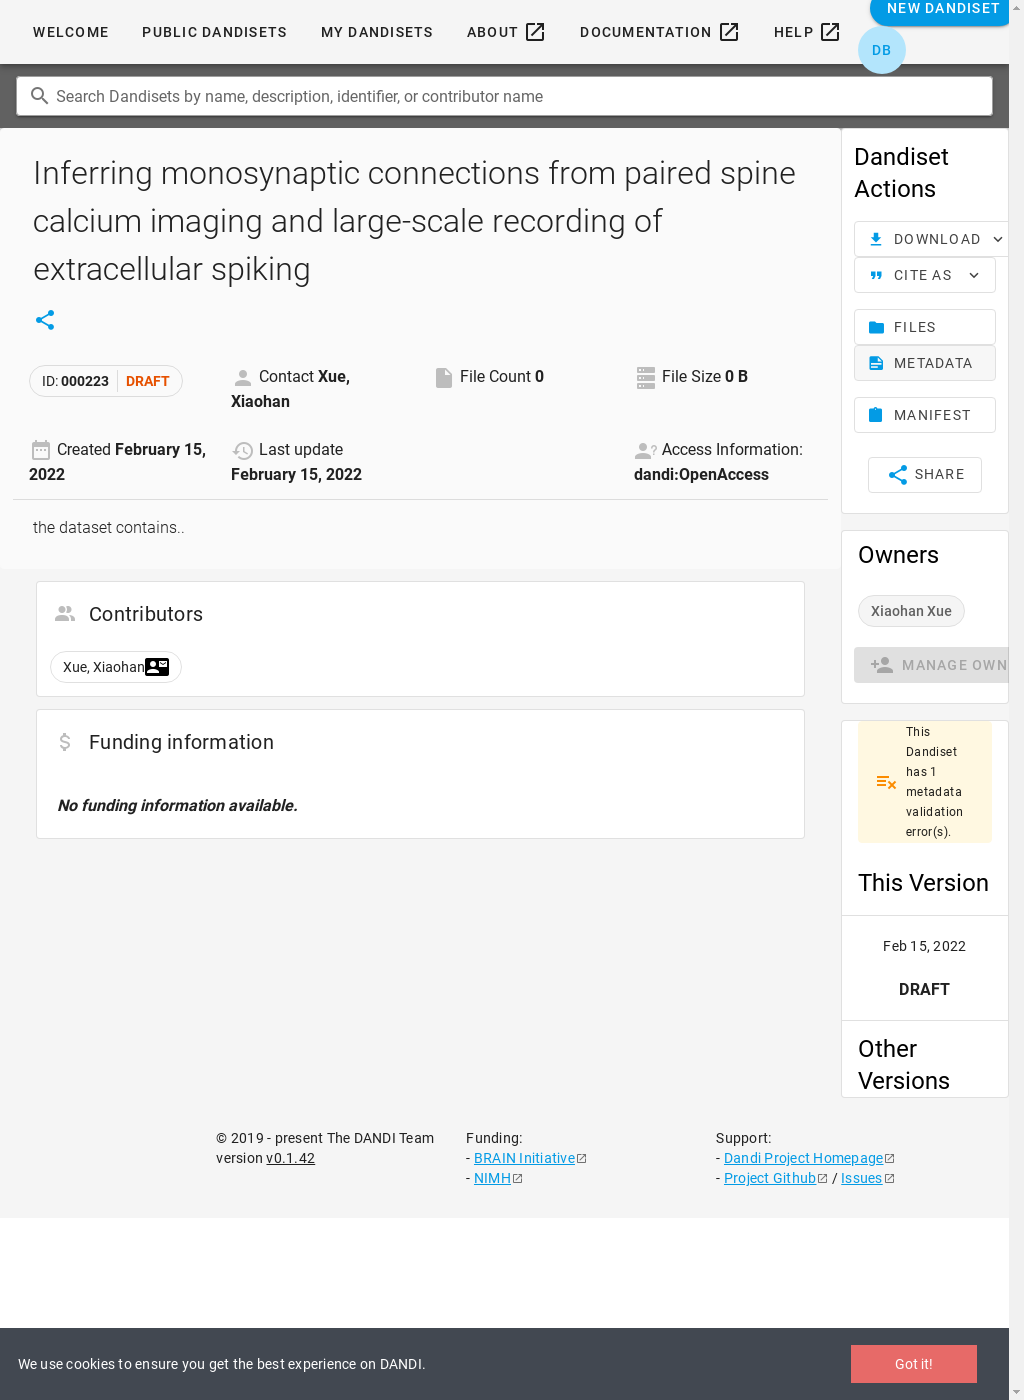 WELCOME
PUBLIC DANDISETS
MY DANDISETS
ABOUT
DOCUMENTATION
HELP
NEW DANDISET
DB
Search Dandisets by name, description, identifier, or contributor name
Inferring monosynaptic connections from paired spine
calcium imaging and large-scale recording of
extracellular spiking
ID: 000223 DRAFT
Contact Xue,
Xiaohan
File Count 0
File Size 0 B
Created February 15,
2022
Last update
February 15, 2022
Access Information:
dandi:OpenAccess
the dataset contains..
Contributors
Xue, Xiaohan
Funding information
No funding information available.
Dandiset
Actions
DOWNLOAD
CITE AS
FILES
METADATA
MANIFEST
SHARE
Owners
Xiaohan Xue
MANAGE OWN
This
Dandiset
has 1
metadata
validation
error(s).
This Version
Feb 15, 2022
DRAFT
Other
Versions
© 2019 - present The DANDI Team
version v0.1.42
Funding:
- BRAIN Initiative
- NIMH
Support:
- Dandi Project Homepage
- Project Github / Issues
We use cookies to ensure you get the best experience on DANDI.
Got it!